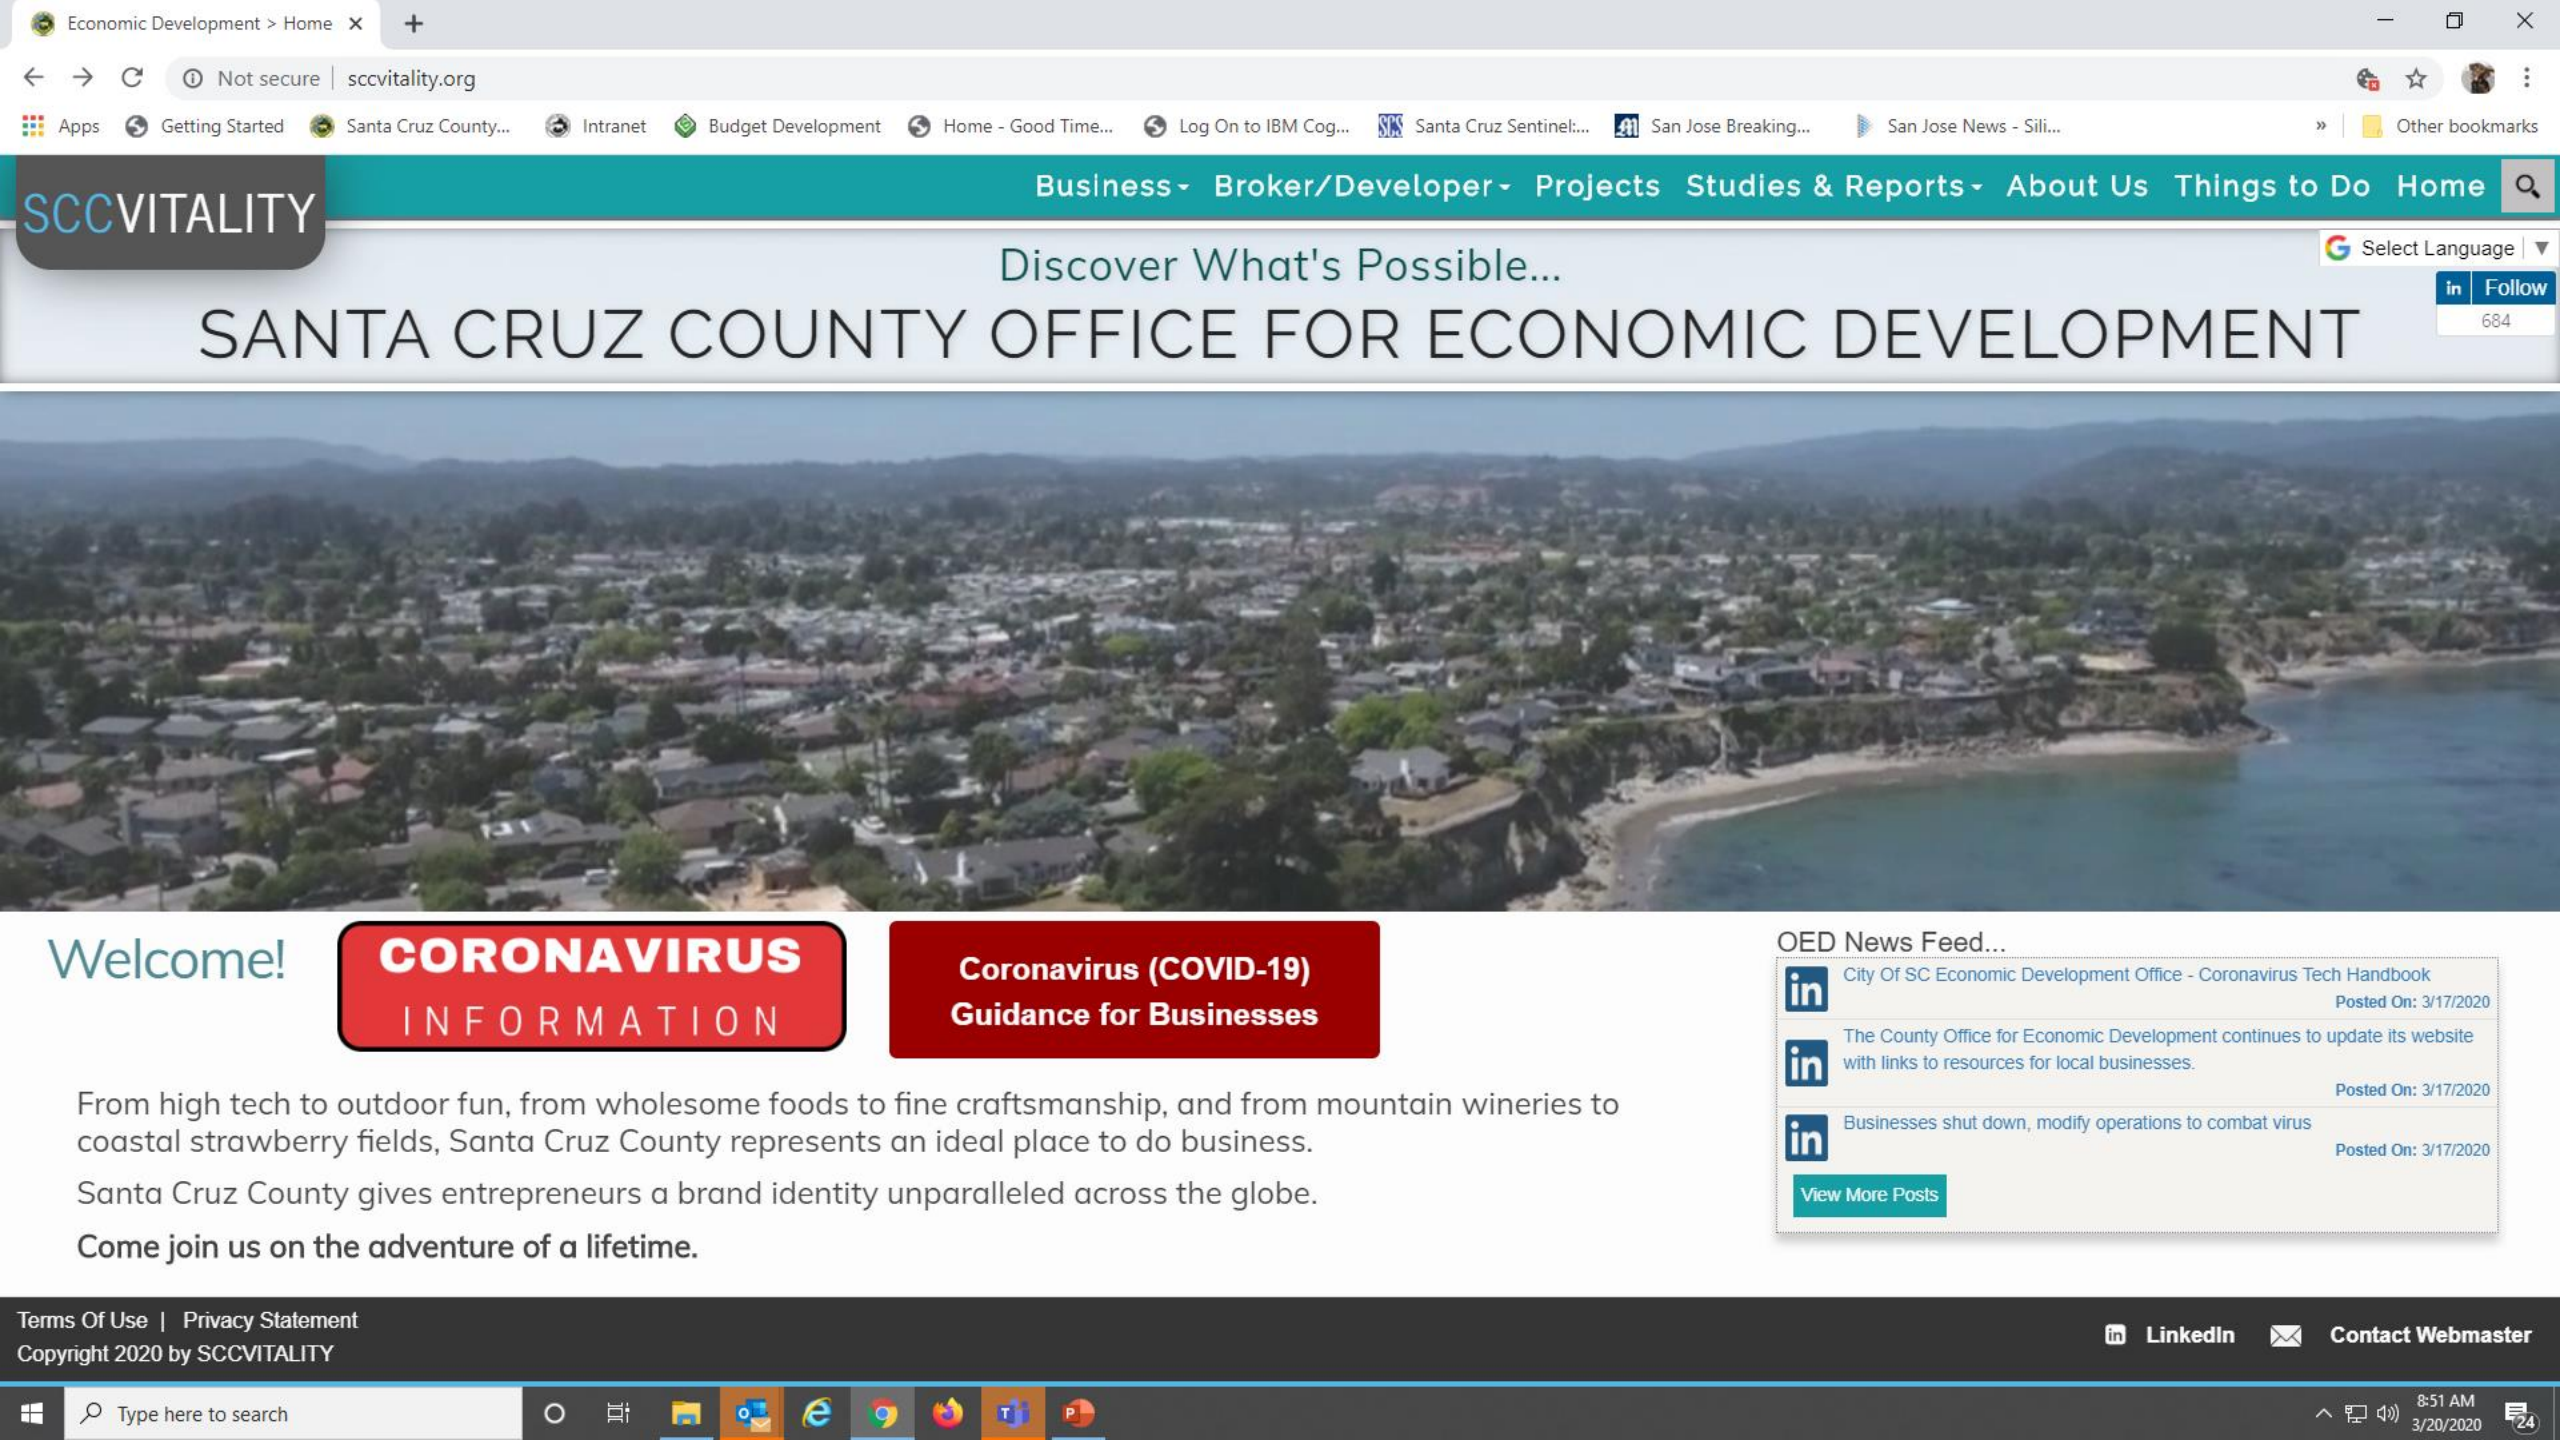 Economic Development > Home
Not secure
sccvitality.org
Apps
Getting Started
Santa Cruz County...
Intranet
Budget Development
Home - Good Time...
Log On to IBM Cog...
SCS
Santa Cruz Sentinel:...
San Jose Breaking...
San Jose News - Sili...
»
Other bookmarks
SCCVITALITY
Business
Broker/Developer
Projects
Studies & Reports
About Us
Things to Do
Home
Select Language
Discover What's Possible...
in Follow
684
SANTA CRUZ COUNTY OFFICE FOR ECONOMIC DEVELOPMENT
Welcome!
CORONAVIRUS
INFORMATION
Coronavirus (COVID-19)
Guidance for Businesses
From high tech to outdoor fun, from wholesome foods to fine craftsmanship, and from mountain wineries to
coastal strawberry fields, Santa Cruz County represents an ideal place to do business.
Santa Cruz County gives entrepreneurs a brand identity unparalleled across the globe.
Come join us on the adventure of a lifetime.
OED News Feed...
in
City Of SC Economic Development Office - Coronavirus Tech Handbook
Posted On: 3/17/2020
in
The County Office for Economic Development continues to update its website
with links to resources for local businesses.
Posted On: 3/17/2020
in
Businesses shut down, modify operations to combat virus
Posted On: 3/17/2020
View More Posts
Terms Of Use | Privacy Statement
Copyright 2020 by SCCVITALITY
in LinkedIn
Contact Webmaster
Type here to search
8:51 AM
3/20/2020
24